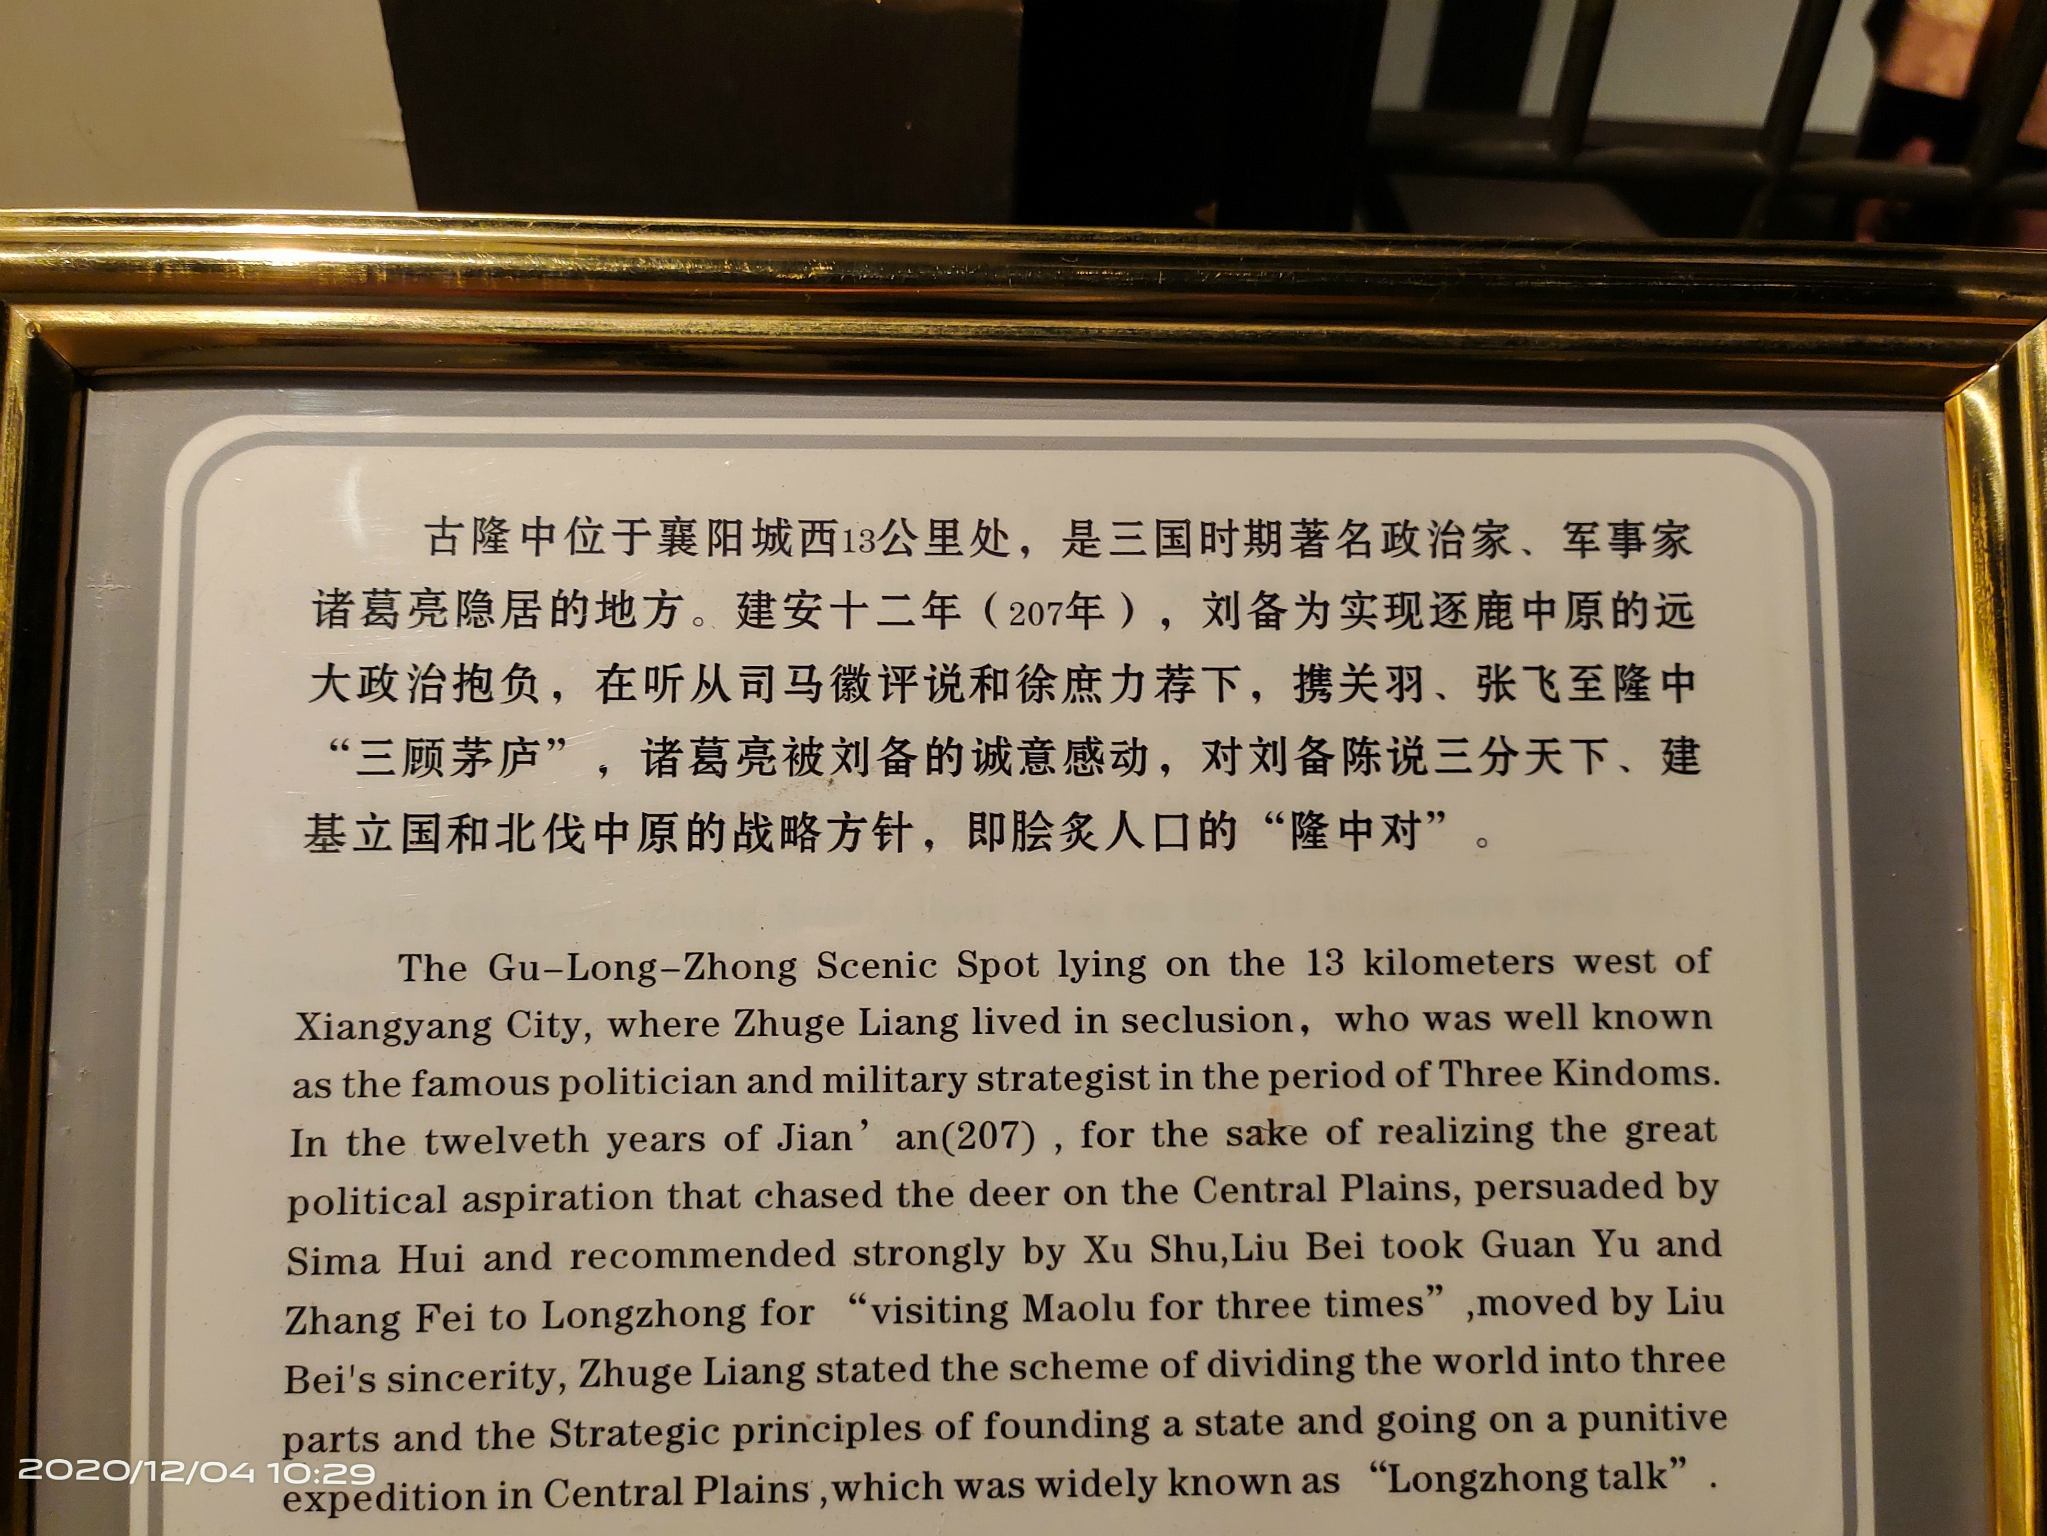 古隆中位于襄阳城西13公里处，是三国时期著名政治家、军事家
诸葛亮隐居的地方。建安十二年（207年），刘备为实现逐鹿中原的远
大政治抱负，在听从司马徽评说和徐庶力荐下，携关羽、张飞至隆中
“三顾茅庐”，诸葛亮被刘备的诚意感动，对刘备陈说三分天下、建
基立国和北伐中原的战略方针，即脍炙人口的“隆中对”。
The Gu-Long-Zhong Scenic Spot lying on the 13 kilometers west of
Xiangyang City, where Zhuge Liang lived in seclusion, who was well known
as the famous politician and military strategist in the period of Three Kindoms.
In the twelveth years of Jian’ an(207) , for the sake of realizing the great
political aspiration that chased the deer on the Central Plains, persuaded by
Sima Hui and recommended strongly by Xu Shu,Liu Bei took Guan Yu and
Zhang Fei to Longzhong for “visiting Maolu for three times” ,moved by Liu
Bei's sincerity, Zhuge Liang stated the scheme of dividing the world into three
parts and the Strategic principles of founding a state and going on a punitive
expedition in Central Plains ,which was widely known as “Longzhong talk” .
2020/12/04 10:29